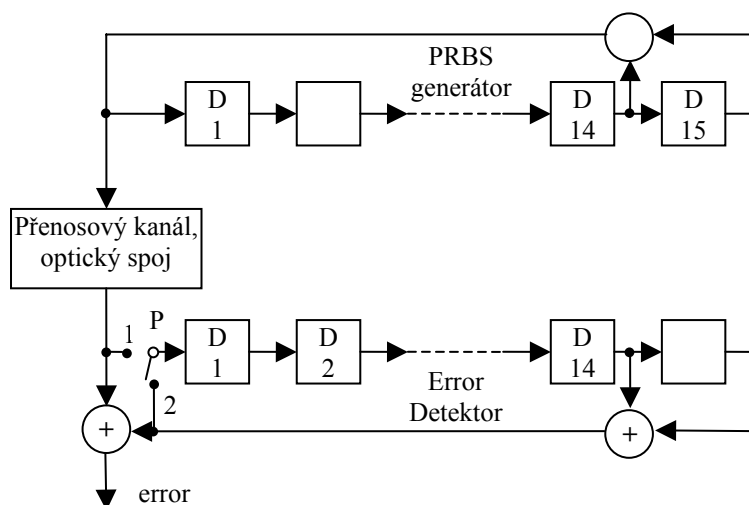 PRBS
generátor
D
1
D
14
D
15
Přenosový kanál,
optický spoj
1
P
D
1
D
2
D
14
Error
Detektor
2
+
+
error